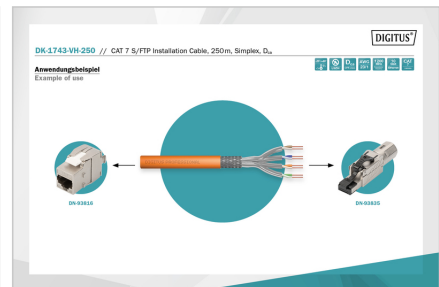 DIGITUS®
DK-1743-VH-250 // CAT 7 S/FTP Installation Cable, 250m, Simplex, Dca
Anwendungsbeispiel
Example of use
DN-93618
DN-93835